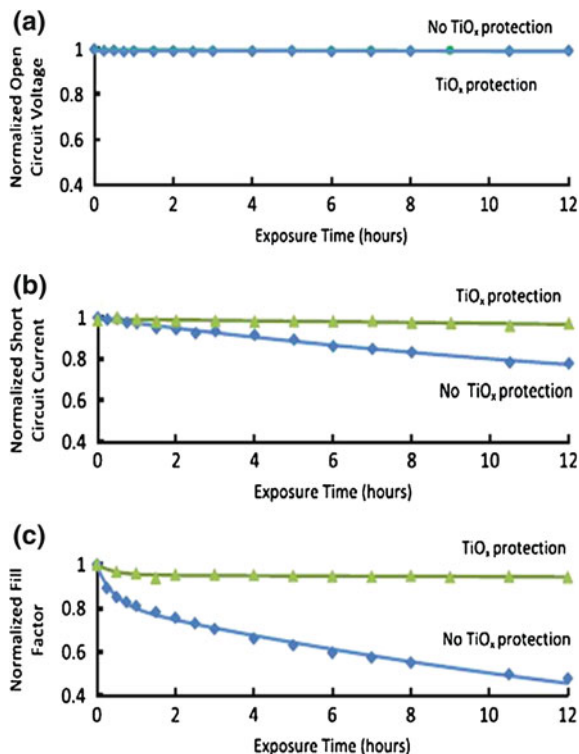 (a)
No TiOₓ protection
TiOₓ protection
Normalized Open
Circuit Voltage
1
0.8
0.6
0.4
0 2 4 6 8 10 12
Exposure Time (hours)
(b)
TiOₓ protection
No TiOₓ protection
Normalized Short
Circuit Current
1
0.8
0.6
0.4
0 2 4 6 8 10 12
Exposure Time (hours)
(c)
TiOₓ protection
No TiOₓ protection
Normalized Fill
Factor
1
0.8
0.6
0.4
0 2 4 6 8 10 12
Exposure Time (hours)